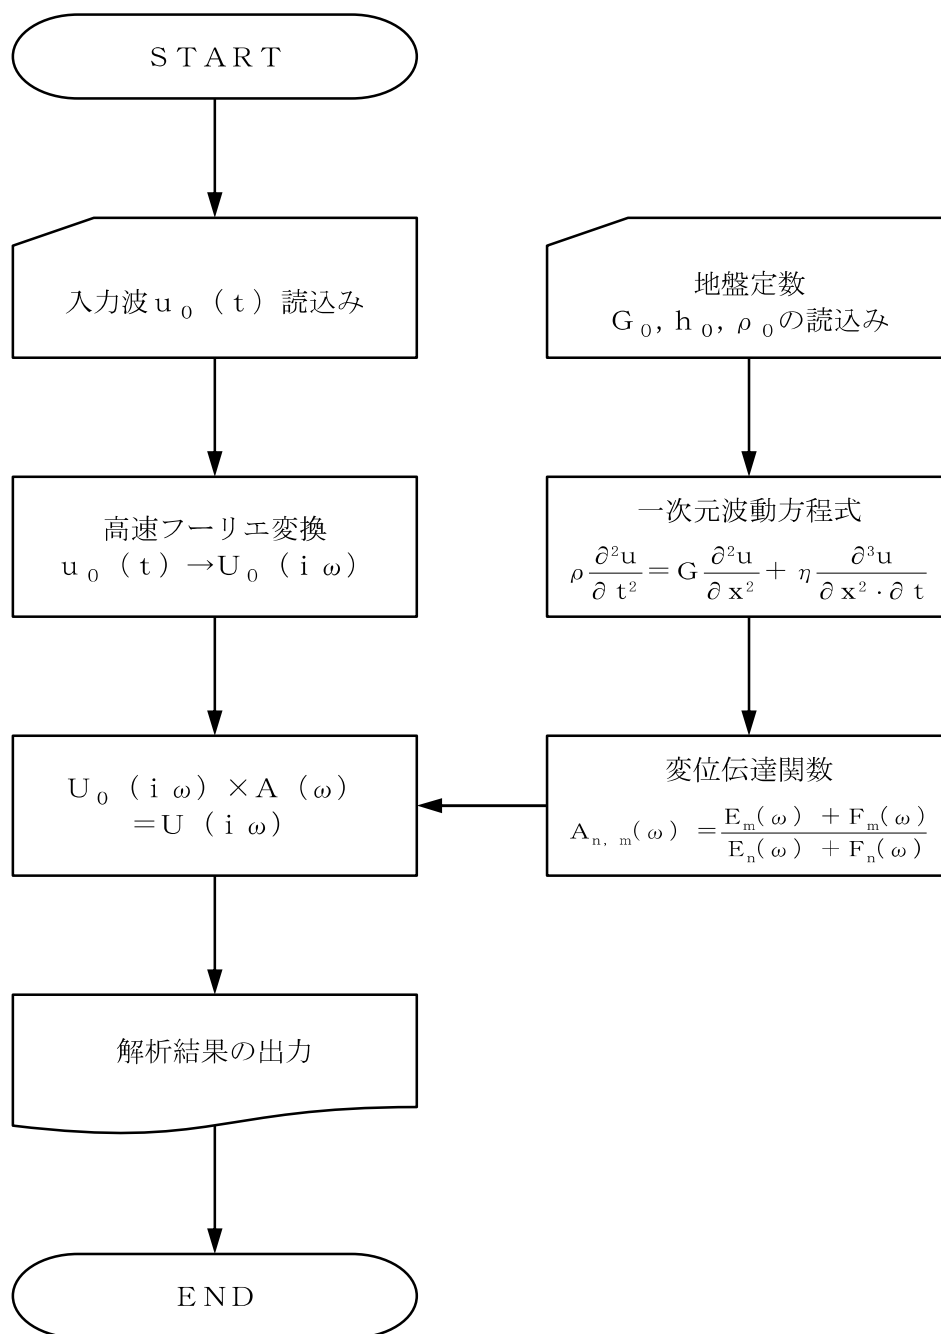 START
入力波u₀(t)読込み
地盤定数
G₀, h₀, ρ₀の読込み
高速フーリエ変換
u₀(t)→U₀(iω)
一次元波動方程式
ρ ∂²u/∂t² = G ∂²u/∂x² + η ∂³u/∂x²·∂t
U₀(iω)×A(ω)
=U(iω)
変位伝達関数
Aₙ, ₘ(ω) = Eₘ(ω) + Fₘ(ω) / Eₙ(ω) + Fₙ(ω)
解析結果の出力
END